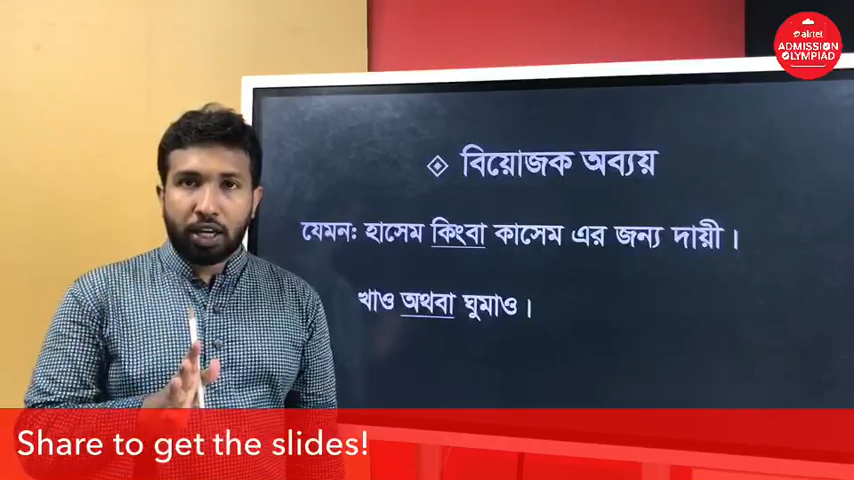 airtel
ADMISSION
OLYMPIAD
বিয়োজক অব্যয়
যেমন: হাসেম কিংবা কাসেম এর জন্য দায়ী।
খাও অথবা ঘুমাও।
Share to get the slides!